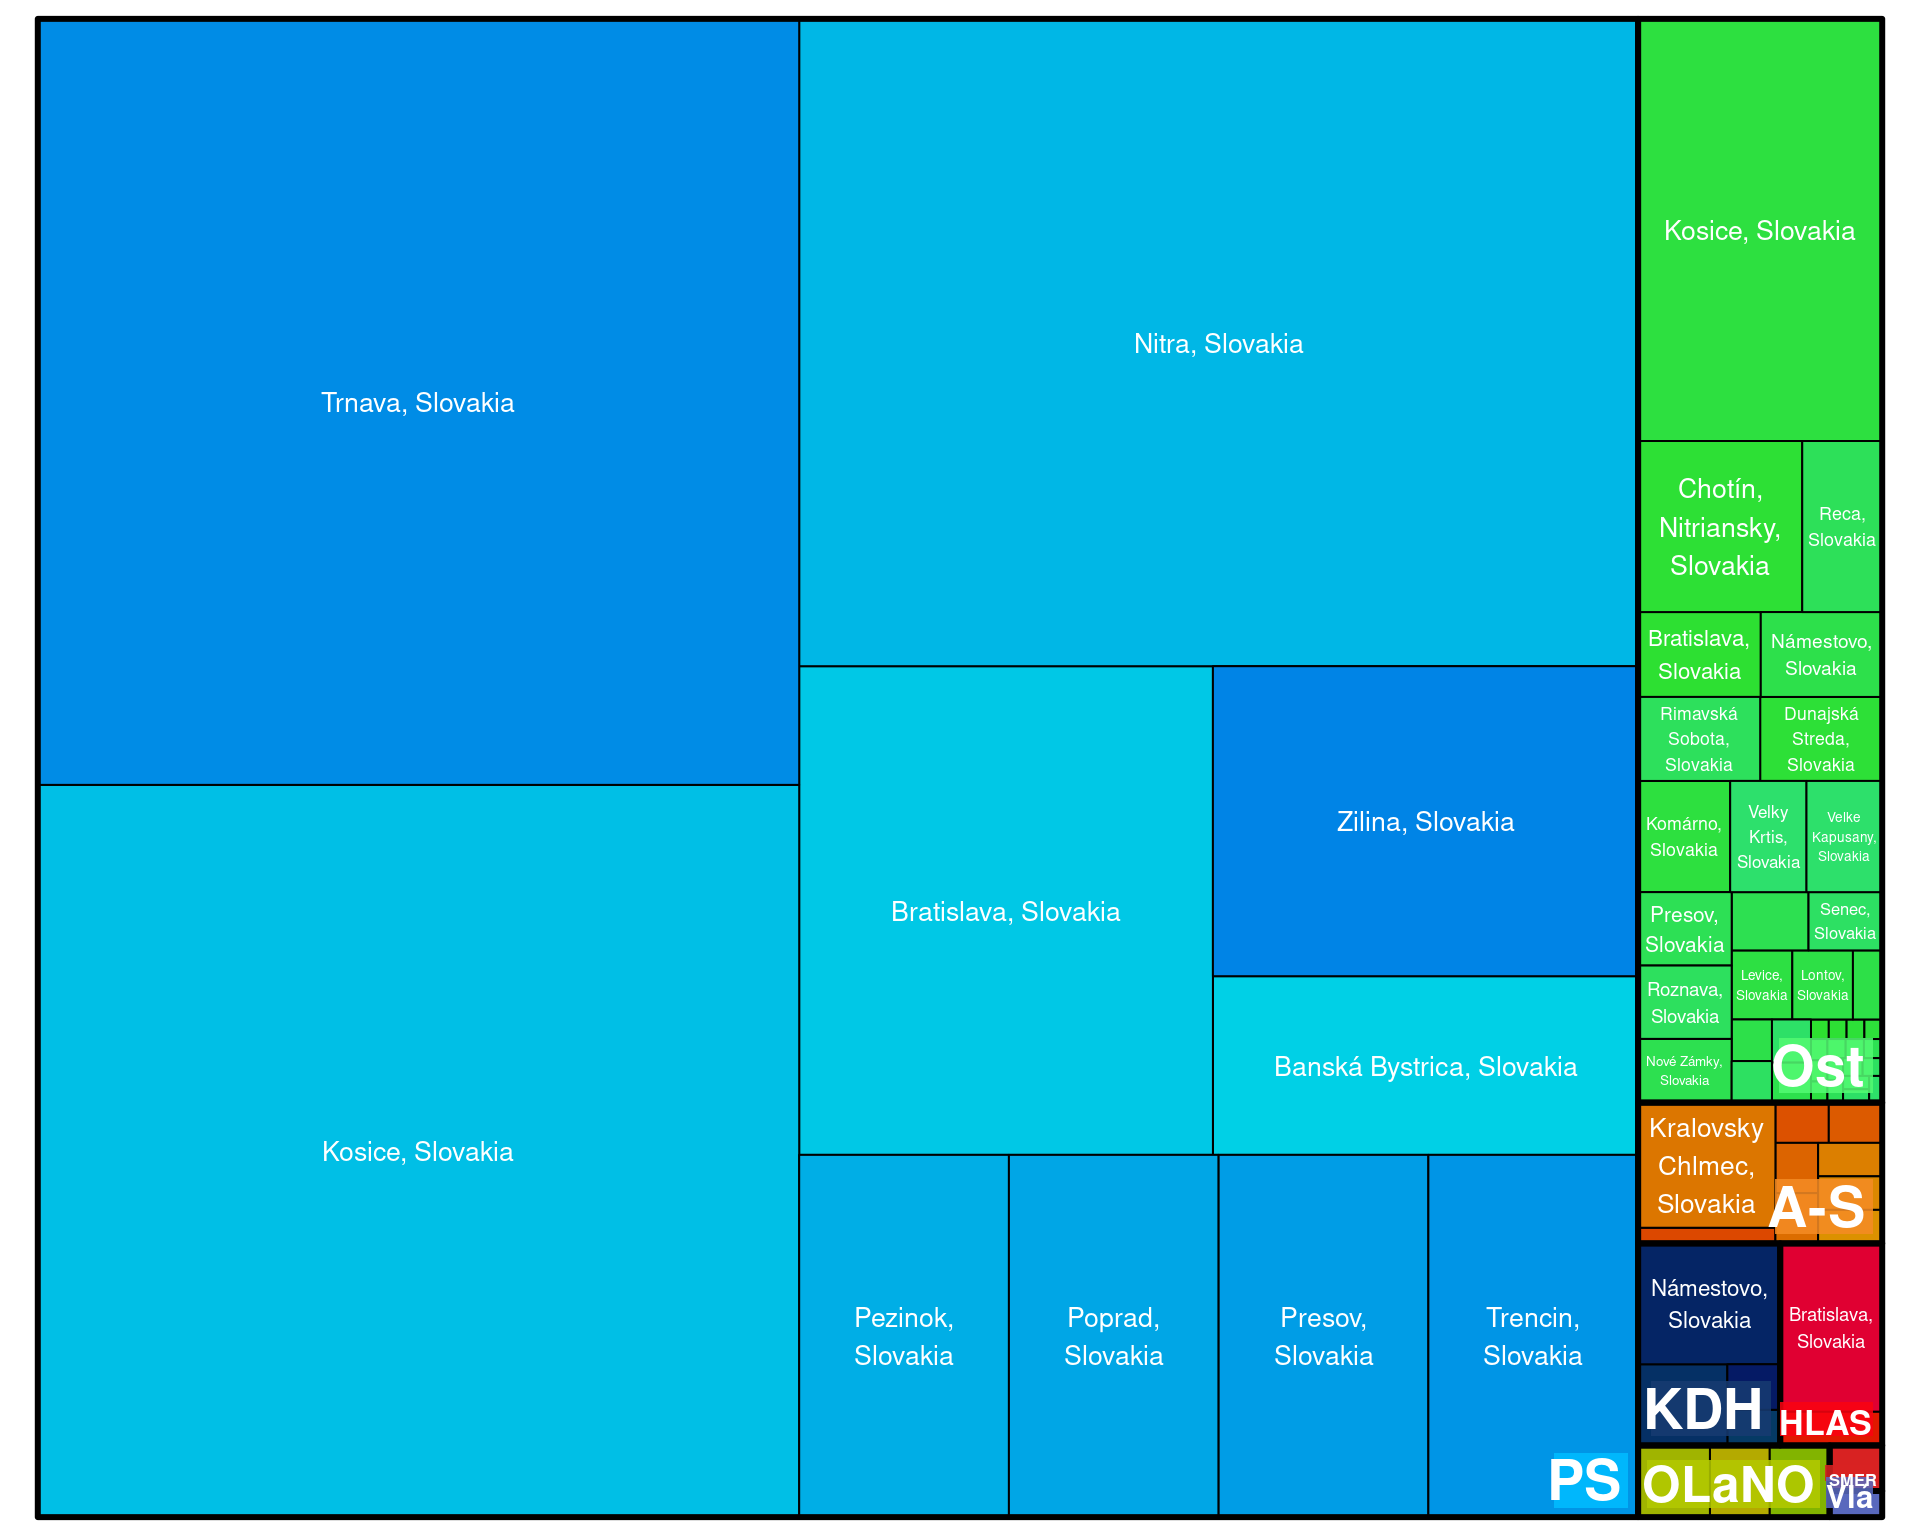 Trnava, Slovakia
Kosice, Slovakia
Nitra, Slovakia
Bratislava, Slovakia
Zilina, Slovakia
Banská Bystrica, Slovakia
Pezinok,
Slovakia
Poprad,
Slovakia
Presov,
Slovakia
Trencin,
Slovakia
PS
Kosice, Slovakia
Chotín,
Nitriansky,
Slovakia
Reca,
Slovakia
Bratislava,
Slovakia
Námestovo,
Slovakia
Rimavská
Sobota,
Slovakia
Dunajská
Streda,
Slovakia
Komárno,
Slovakia
Velky
Krtis,
Slovakia
Velke
Kapusany,
Slovakia
Presov,
Slovakia
Senec,
Slovakia
Roznava,
Slovakia
Levice,
Slovakia
Lontov,
Slovakia
Nové Zámky,
Slovakia
Ost
Kralovsky
Chlmec,
Slovakia
A-S
Námestovo,
Slovakia
KDH
Bratislava,
Slovakia
HLAS
OLaNO
SMER
Vlá